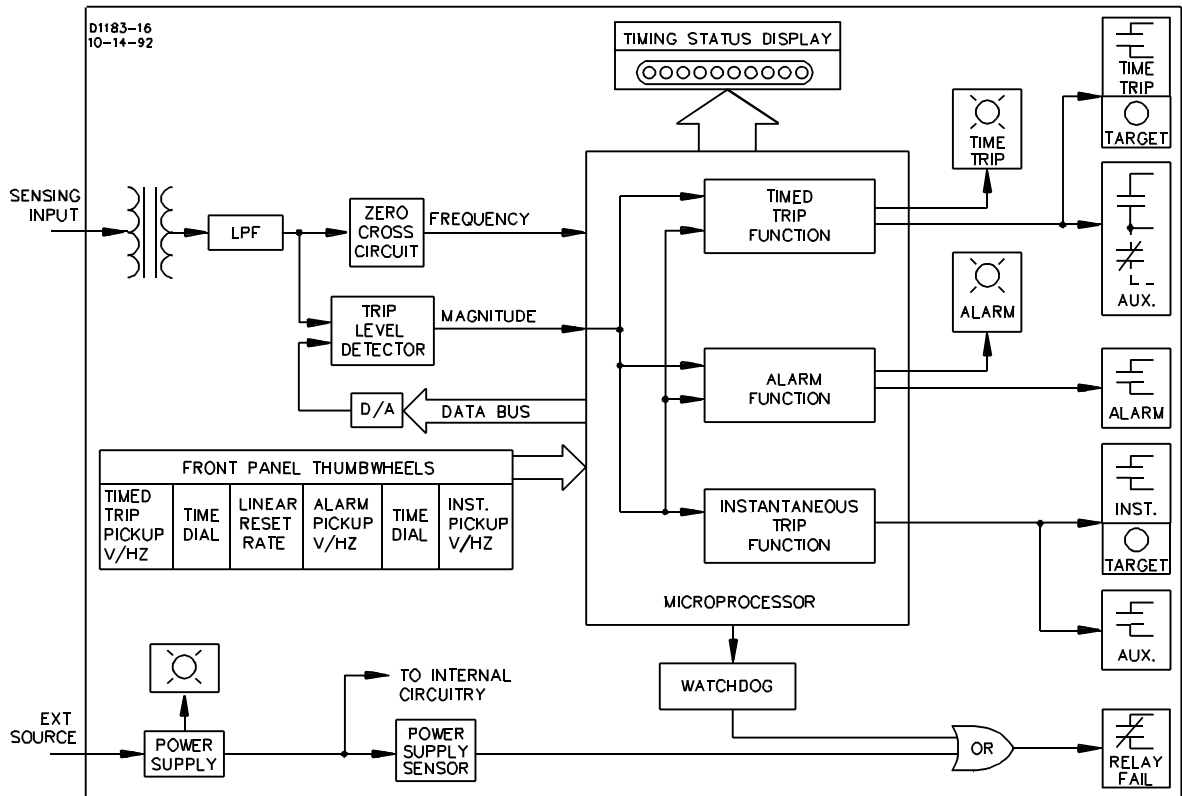 D1183-16
10-14-92
TIMING STATUS DISPLAY
TIME
TRIP
TARGET
TIME
TRIP
SENSING
INPUT
LPF
ZERO
CROSS
CIRCUIT
FREQUENCY
TIMED
TRIP
FUNCTION
AUX.
TRIP
LEVEL
DETECTOR
MAGNITUDE
ALARM
D/A
DATA BUS
ALARM
FUNCTION
ALARM
FRONT PANEL THUMBWHEELS
TIMED
TRIP
PICKUP
V/HZ
TIME
DIAL
LINEAR
RESET
RATE
ALARM
PICKUP
V/HZ
TIME
DIAL
INST.
PICKUP
V/HZ
INSTANTANEOUS
TRIP
FUNCTION
INST.
TARGET
MICROPROCESSOR
AUX.
WATCHDOG
TO INTERNAL
CIRCUITRY
EXT
SOURCE
POWER
SUPPLY
POWER
SUPPLY
SENSOR
OR
RELAY
FAIL